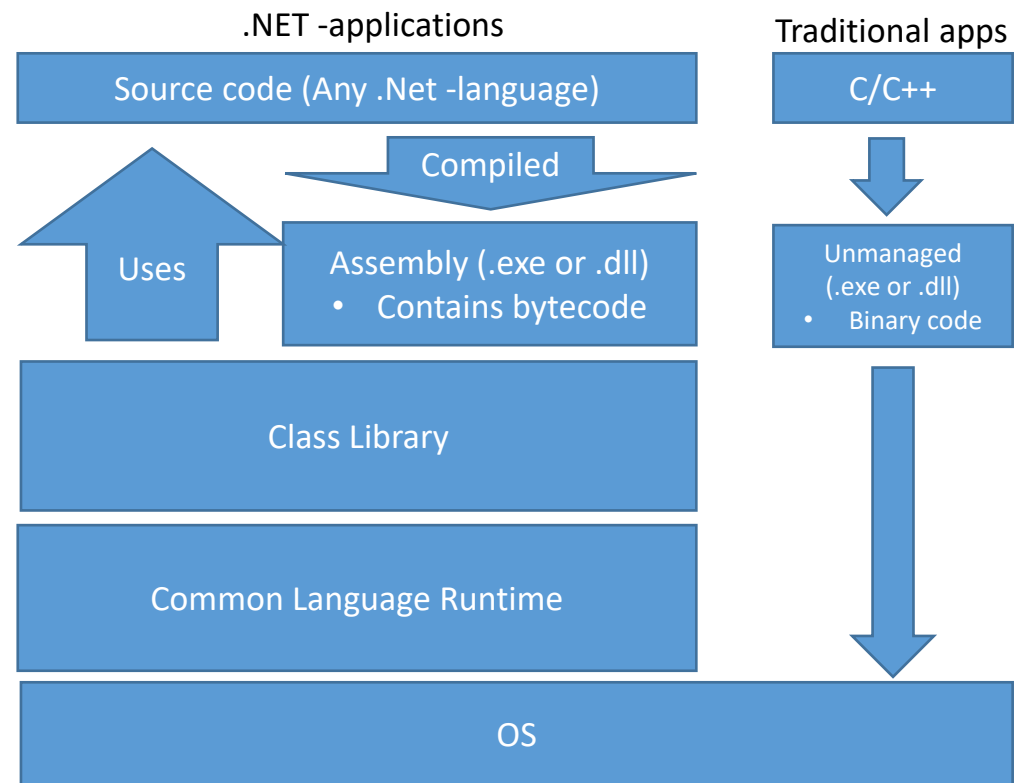 .NET -applications
Source code (Any .Net -language)
Compiled
Uses
Assembly (.exe or .dll)
• Contains bytecode
Class Library
Common Language Runtime
Traditional apps
C/C++
Unmanaged
(.exe or .dll)
• Binary code
OS